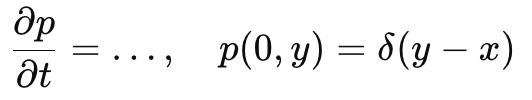 ∂p/∂t = …, p(0, y) = δ(y − x)